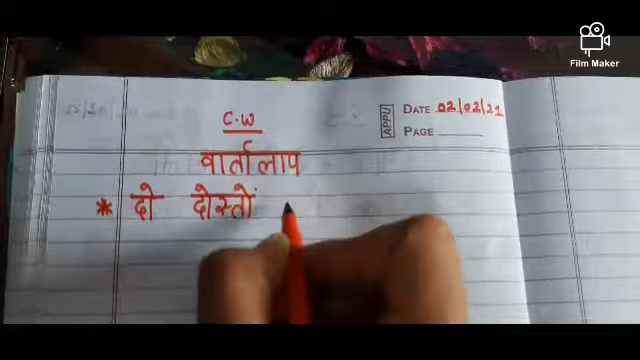 Film Maker
C.W
APPU
DATE 02/02/21
PAGE
वार्तालाप
* दो दोस्तों